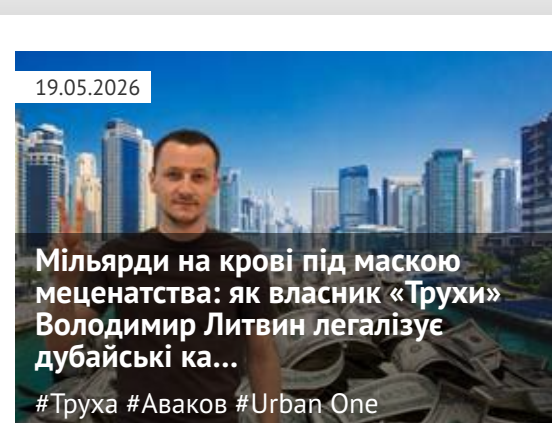 19.05.2026
Мільярди на крові під маскою
меценатства: як власник «Трухи»
Володимир Литвин легалізує
дубайські ка...
#Труха #Аваков #Urban One